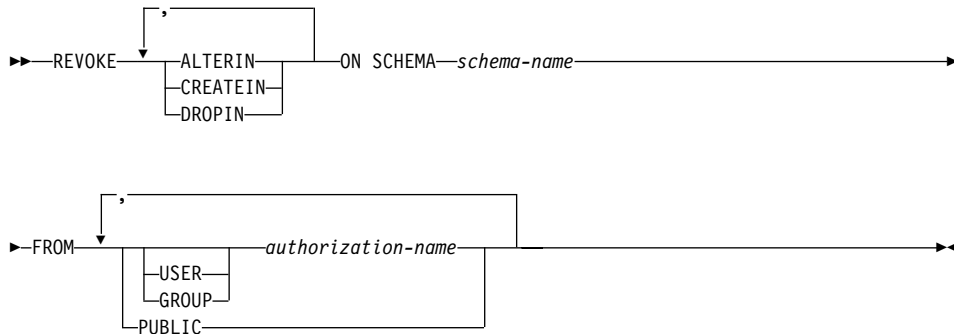 ,
REVOKE ALTERIN ON SCHEMA schema-name
CREATEIN
DROPIN
,
FROM authorization-name
USER
GROUP
PUBLIC